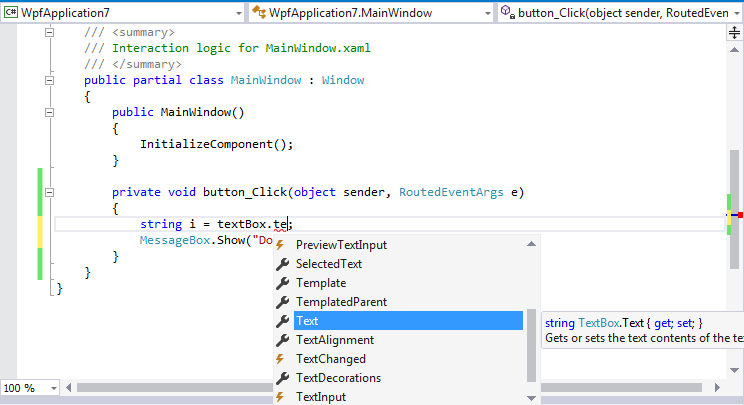 C# WpfApplication7 WpfApplication7.MainWindow button_Click(object sender, RoutedEven
/// <summary>
/// Interaction logic for MainWindow.xaml
/// </summary>
public partial class MainWindow : Window
{
public MainWindow()
{
InitializeComponent();
}
private void button_Click(object sender, RoutedEventArgs e)
{
string i = textBox.te;
MessageBox.Show("Do
}
}
}
PreviewTextInput
SelectedText
Template
TemplatedParent
Text
TextAlignment
TextChanged
TextDecorations
TextInput
string TextBox.Text { get; set; }
Gets or sets the text contents of the te
100 %